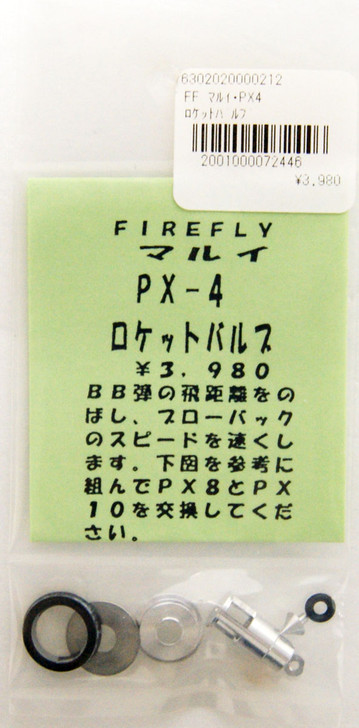 6302020000212
FF マルイ・PX4
ロケットバルブ
2001000072446
¥3,980
FIREFLY
マルイ
PX-4
ロケットバルブ
¥3,980
BB弾の飛距離をの
ばし、ブローバック
のスピードを速くし
ます。下図を参考に
組んでPX8とPX
10を交換してくだ
さい。